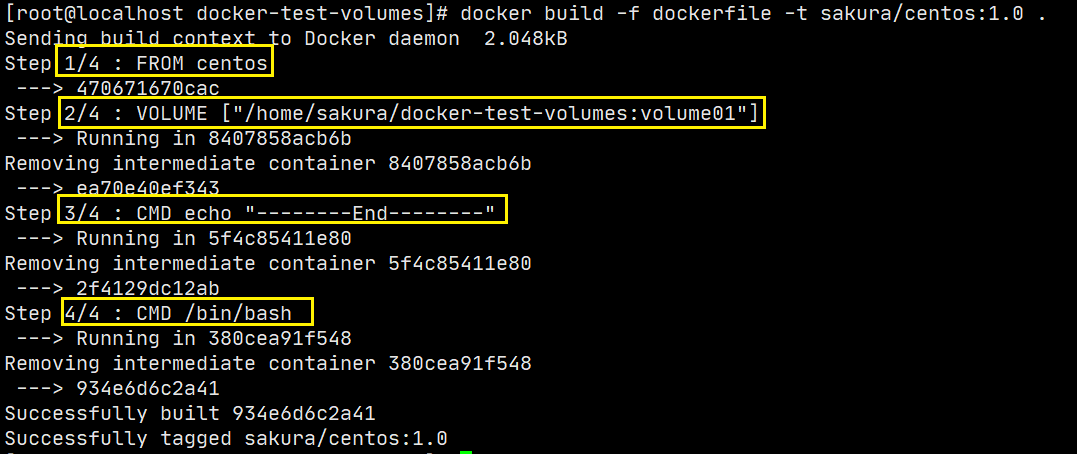 [root@localhost docker-test-volumes]# docker build -f dockerfile -t sakura/centos:1.0 .
Sending build context to Docker daemon  2.048kB
Step 1/4 : FROM centos
 ---> 470671670cac
Step 2/4 : VOLUME ["/home/sakura/docker-test-volumes:volume01"]
 ---> Running in 8407858acb6b
Removing intermediate container 8407858acb6b
 ---> ea70e40ef343
Step 3/4 : CMD echo "--------End--------"
 ---> Running in 5f4c85411e80
Removing intermediate container 5f4c85411e80
 ---> 2f4129dc12ab
Step 4/4 : CMD /bin/bash
 ---> Running in 380cea91f548
Removing intermediate container 380cea91f548
 ---> 934e6d6c2a41
Successfully built 934e6d6c2a41
Successfully tagged sakura/centos:1.0